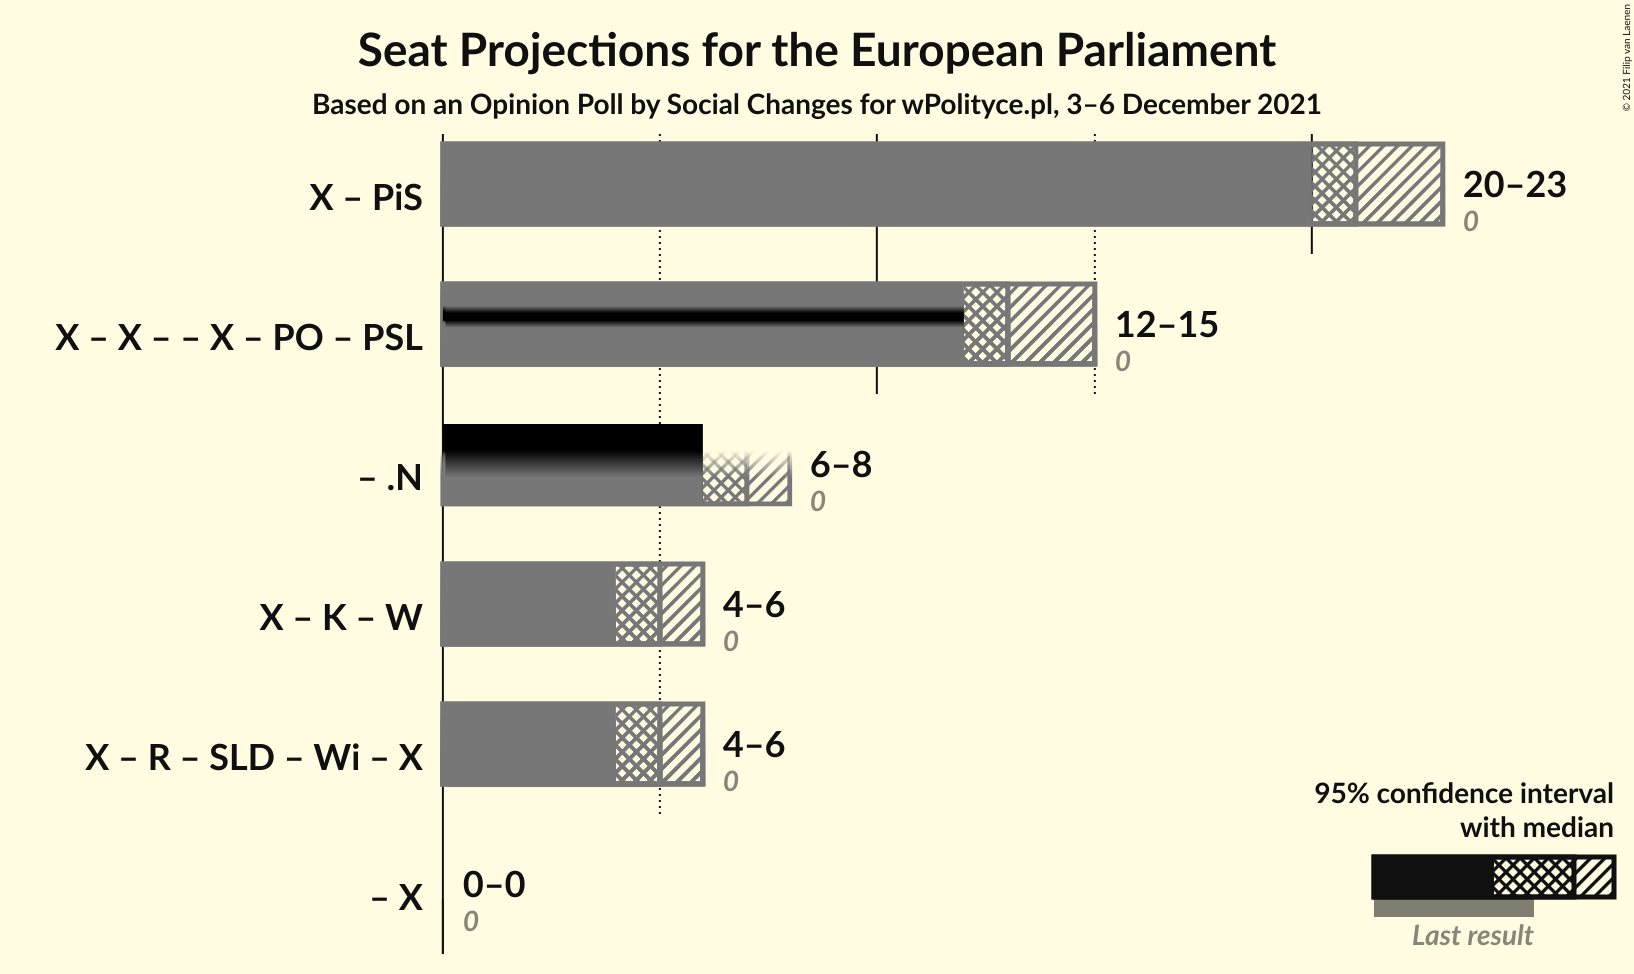 Seat Projections for the European Parliament
Based on an Opinion Poll by Social Changes for wPolityce.pl, 3–6 December 2021
© 2021 Filip van Laenen
X – PiS
20–23
0
X – X – – X – PO – PSL
12–15
0
– .N
6–8
0
X – K – W
4–6
0
X – R – SLD – Wi – X
4–6
0
– X
0–0
0
95% confidence interval
with median
Last result